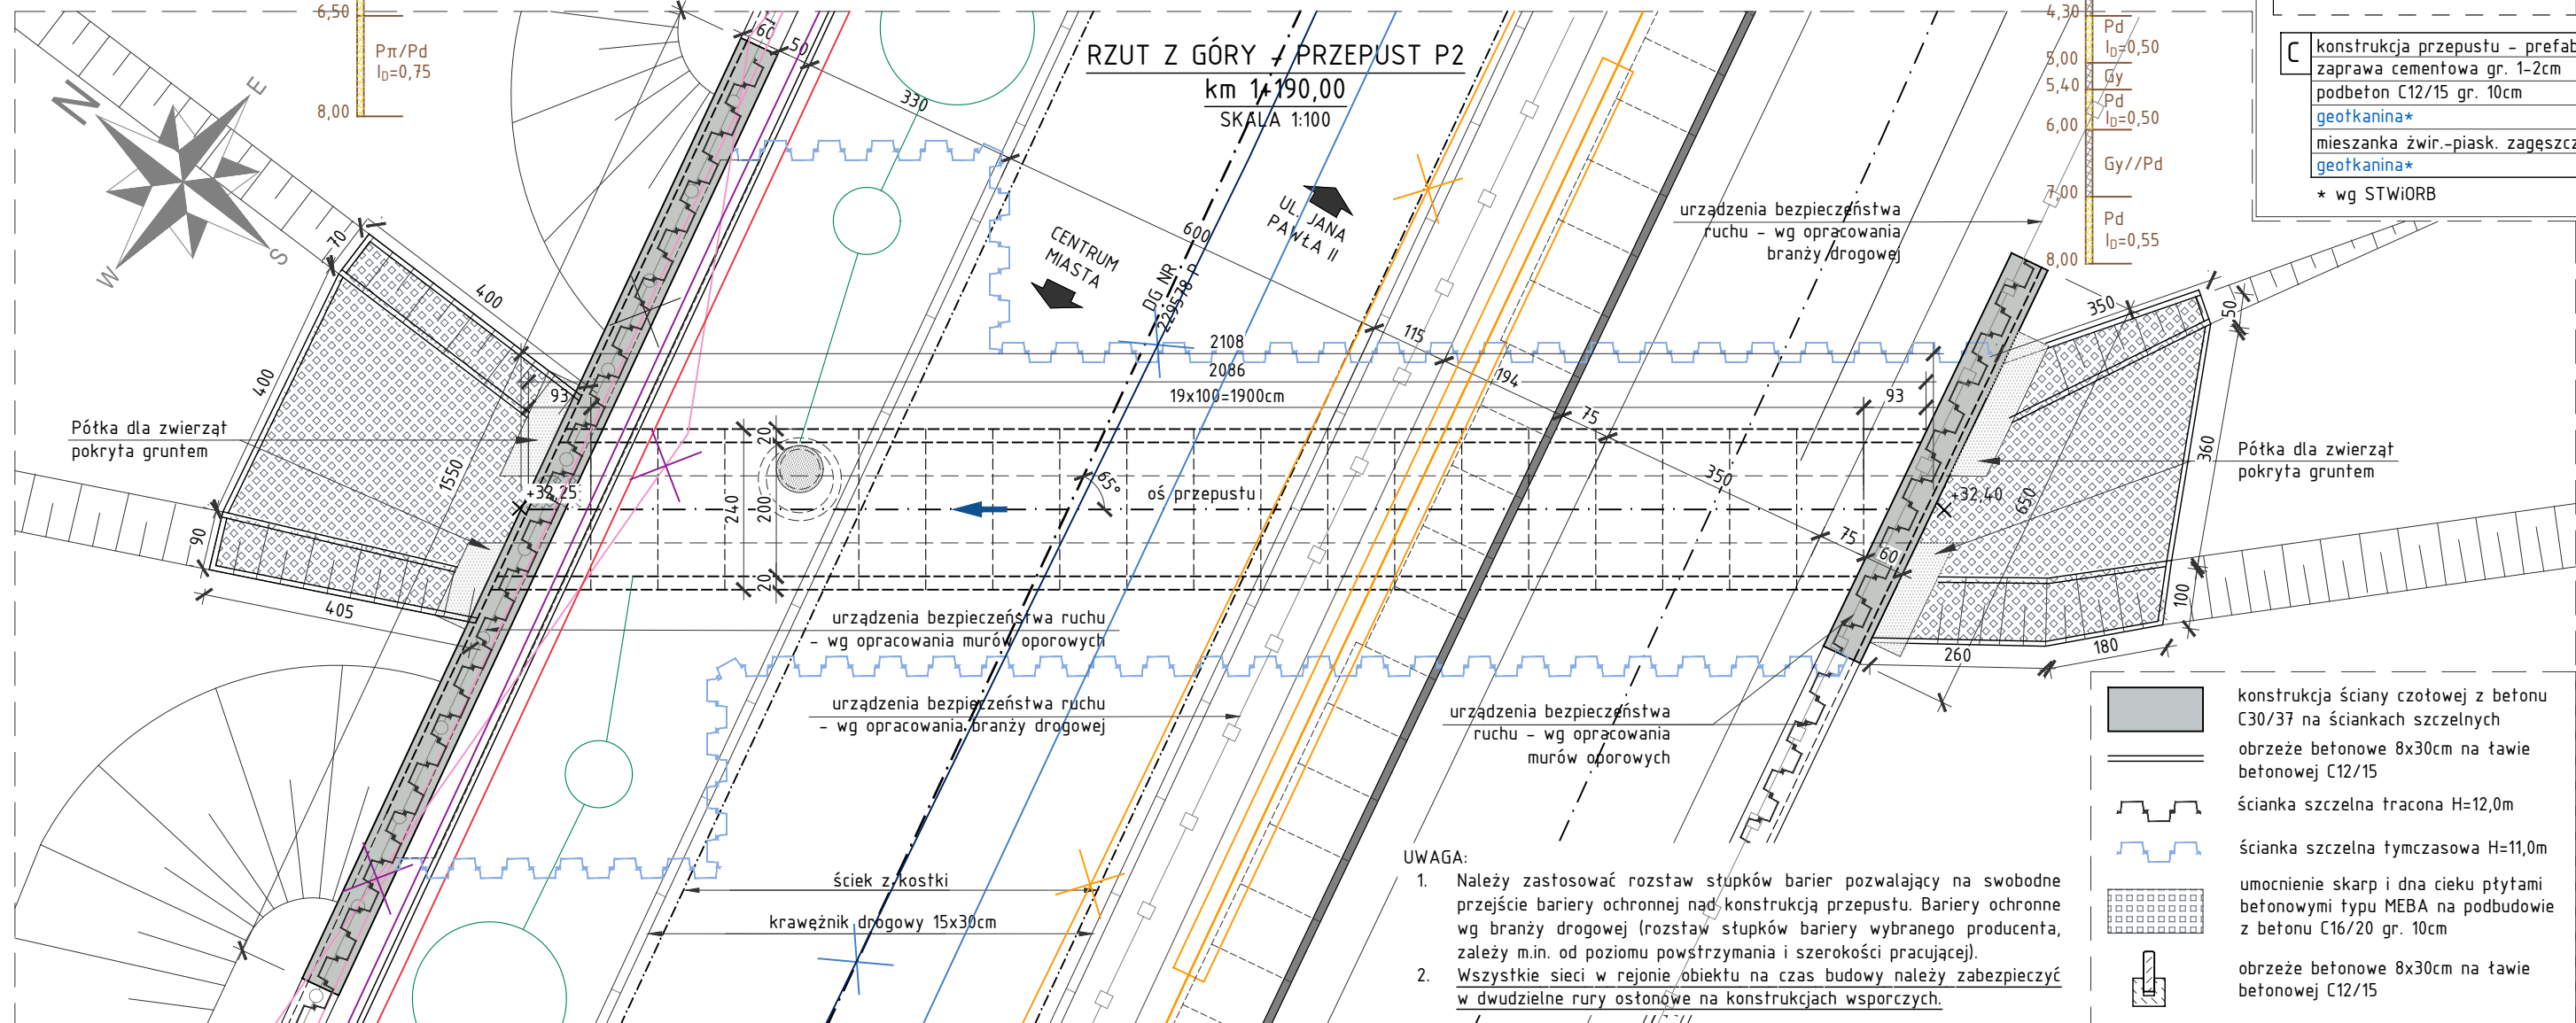 6,50
Pπ/Pd
I_D=0,75
8,00
N
E
W
S
RZUT Z GÓRY - PRZEPUST P2
km 1+190,00
SKALA 1:100
60
50
330
600
115
194
75
350
75
60
4,30
Pd
I_D=0,50
5,00
Gy
5,40
Pd
I_D=0,50
6,00
Gy//Pd
7,00
Pd
I_D=0,55
8,00
C
konstrukcja przepustu - prefab
zaprawa cementowa gr. 1-2cm
podbeton C12/15 gr. 10cm
geotkanina*
mieszanka żwir.-piask. zagęszcz
geotkanina*
* wg STWiORB
CENTRUM
MIASTA
UL. JANA
PAWŁA II
DG NR
229578 P
urządzenia bezpieczeństwa
ruchu - wg opracowania
branży drogowej
70
400
400
93
Półka dla zwierząt
pokryta gruntem
1550
+32,25
90
405
2108
2086
19x100=1900cm
93
20
240
200
20
65°
oś przepustu
350
50
360
+32,40
650
Półka dla zwierząt
pokryta gruntem
100
260
180
urządzenia bezpieczeństwa ruchu
- wg opracowania murów oporowych
urządzenia bezpieczeństwa ruchu
- wg opracowania branży drogowej
urządzenia bezpieczeństwa
ruchu - wg opracowania
murów oporowych
ściek z kostki
krawężnik drogowy 15x30cm
UWAGA:
1. Należy zastosować rozstaw słupków barier pozwalający na swobodne
przejście bariery ochronnej nad konstrukcją przepustu. Bariery ochronne
wg branży drogowej (rozstaw słupków bariery wybranego producenta,
zależy m.in. od poziomu powstrzymania i szerokości pracującej).
2. Wszystkie sieci w rejonie obiektu na czas budowy należy zabezpieczyć
w dwudzielne rury osłonowe na konstrukcjach wsporczych.
konstrukcja ściany czołowej z betonu
C30/37 na ściankach szczelnych
obrzeże betonowe 8x30cm na ławie
betonowej C12/15
ścianka szczelna tracona H=12,0m
ścianka szczelna tymczasowa H=11,0m
umocnienie skarp i dna cieku płytami
betonowymi typu MEBA na podbudowie
z betonu C16/20 gr. 10cm
obrzeże betonowe 8x30cm na ławie
betonowej C12/15